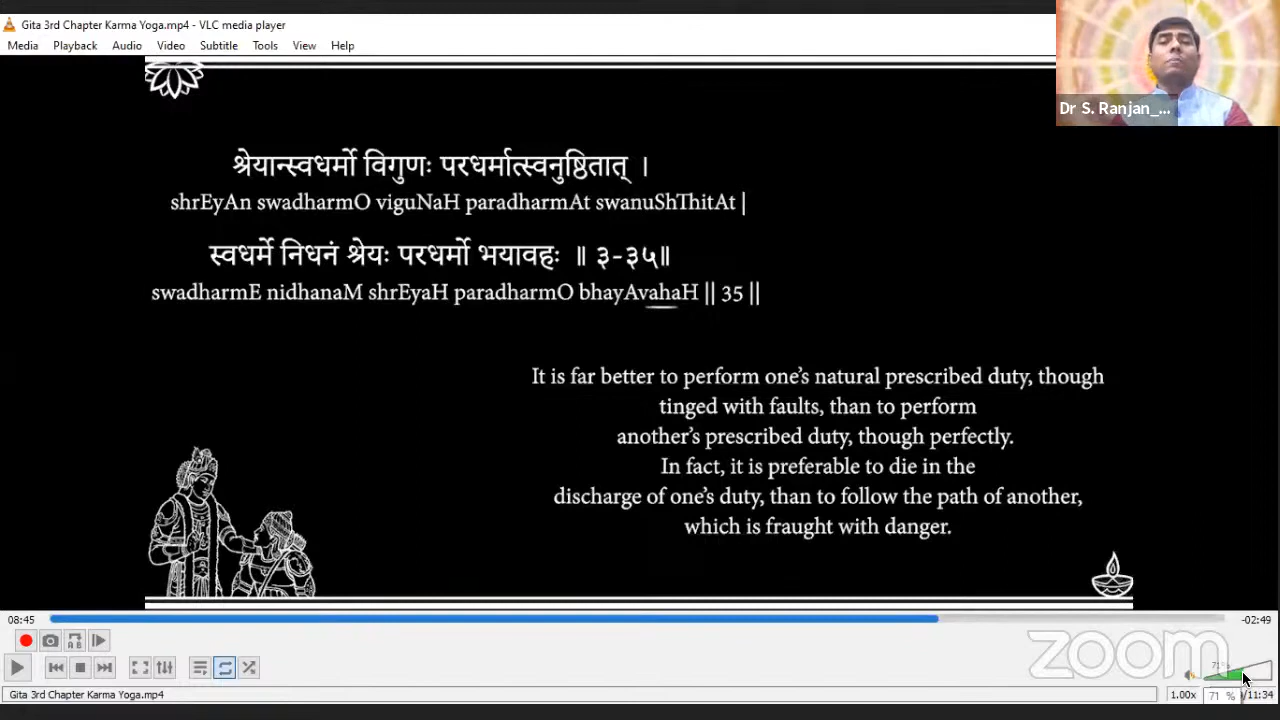 Gita 3rd Chapter Karma Yoga.mp4 - VLC media player
Media Playback Audio Video Subtitle Tools View Help
Dr S. Ranjan_...
श्रेयान्स्वधर्मो विगुणः परधर्मात्स्वनुष्ठितात् ।
shrEyAn swadharmO viguNaH paradharmAt swanuShThitAt |
स्वधर्मे निधनं श्रेयः परधर्मो भयावहः ॥ ३-३५॥
swadharmE nidhanaM shrEyaH paradharmO bhayAvahaH || 35 ||
It is far better to perform one’s natural prescribed duty, though
tinged with faults, than to perform
another’s prescribed duty, though perfectly.
In fact, it is preferable to die in the
discharge of one’s duty, than to follow the path of another,
which is fraught with danger.
08:45
-02:49
zoom
71%
Gita 3rd Chapter Karma Yoga.mp4
1.00x
71 %
/11:34